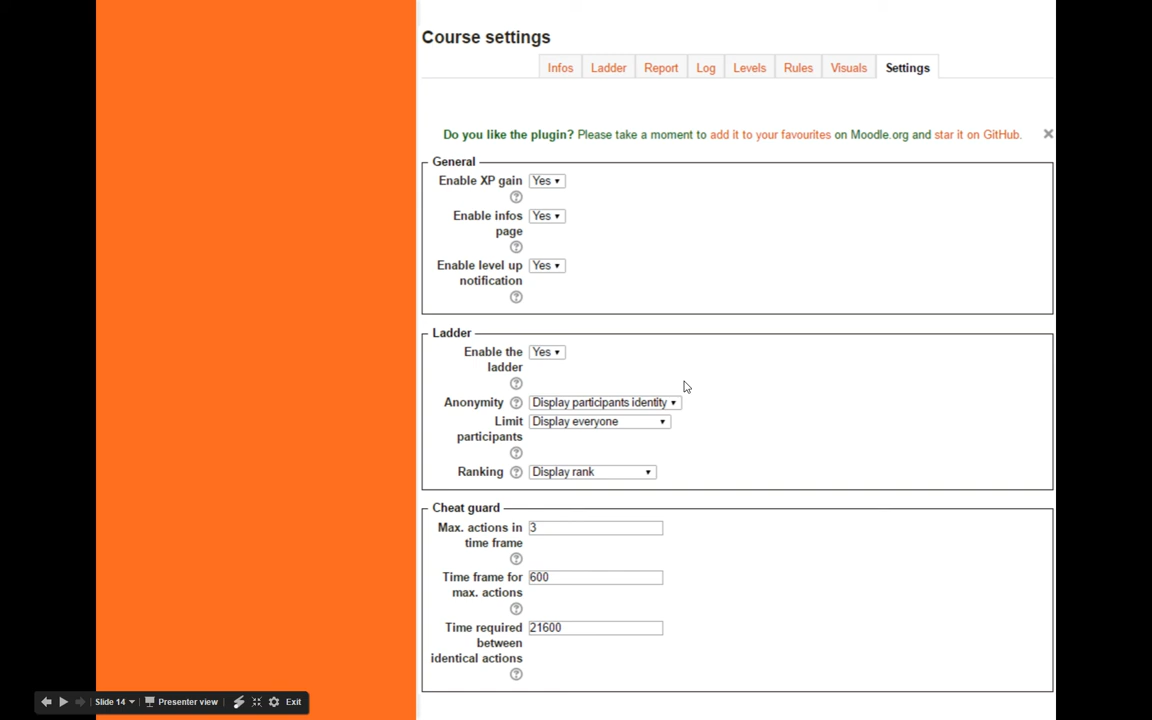 Course settings
Infos Ladder Report Log Levels Rules Visuals Settings
Do you like the plugin? Please take a moment to add it to your favourites on Moodle.org and star it on GitHub. ×
General
Enable XP gain Yes
Enable infos Yes
page
Enable level up Yes
notification
Ladder
Enable the Yes
ladder
Anonymity Display participants identity
Limit Display everyone
participants
Ranking Display rank
Cheat guard
Max. actions in 3
time frame
Time frame for 600
max. actions
Time required 21600
between
identical actions
Slide 14 Presenter view Exit